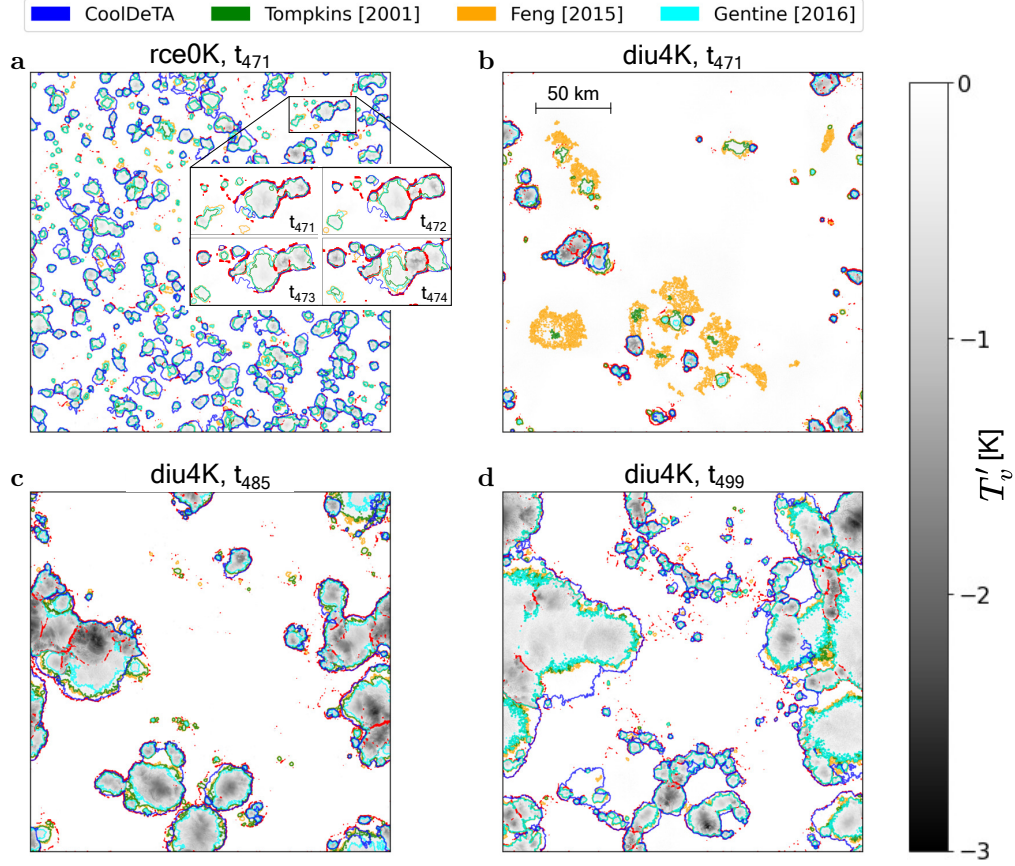 CoolDeTA Tompkins [2001] Feng [2015] Gentine [2016]
a rce0K, t471
b diu4K, t471
50 km
t471 t472
t473 t474
c diu4K, t485
d diu4K, t499
0
−1
−2
−3
T′v [K]